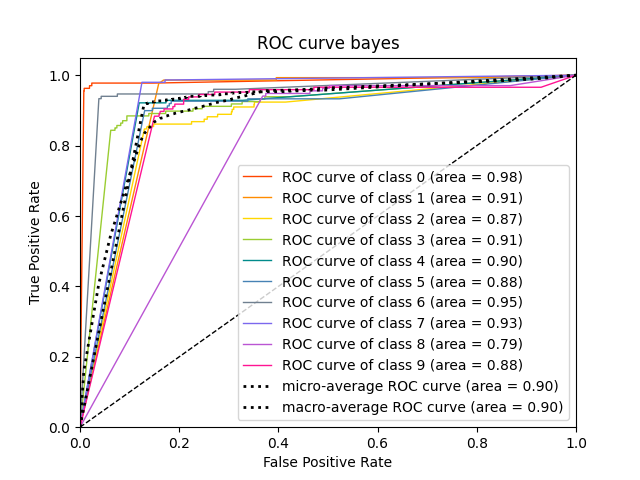 ROC curve bayes
1.0
0.8
0.6
0.4
0.2
0.0
True Positive Rate
ROC curve of class 0 (area = 0.98)
ROC curve of class 1 (area = 0.91)
ROC curve of class 2 (area = 0.87)
ROC curve of class 3 (area = 0.91)
ROC curve of class 4 (area = 0.90)
ROC curve of class 5 (area = 0.88)
ROC curve of class 6 (area = 0.95)
ROC curve of class 7 (area = 0.93)
ROC curve of class 8 (area = 0.79)
ROC curve of class 9 (area = 0.88)
micro-average ROC curve (area = 0.90)
macro-average ROC curve (area = 0.90)
0.0 0.2 0.4 0.6 0.8 1.0
False Positive Rate